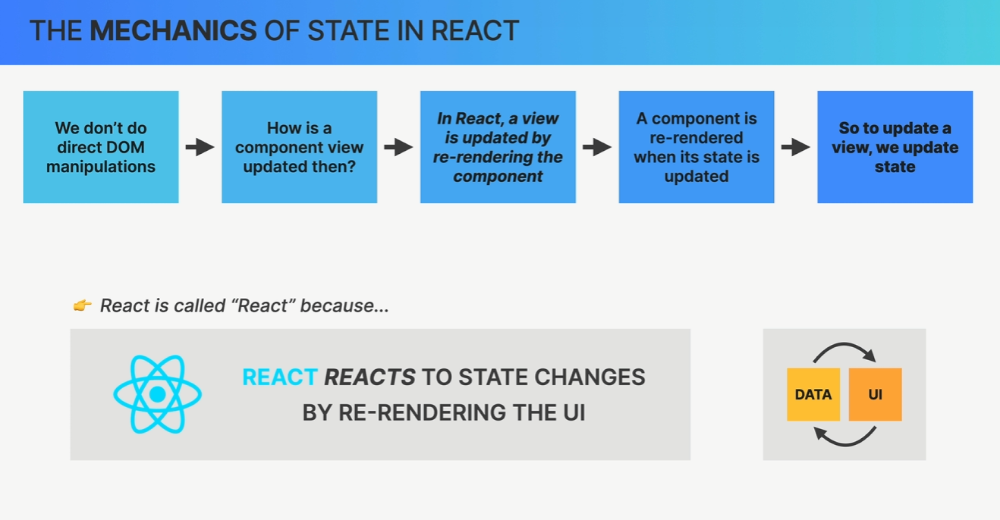 THE MECHANICS OF STATE IN REACT
We don’t do
direct DOM
manipulations
How is a
component view
updated then?
In React, a view
is updated by
re-rendering the
component
A component is
re-rendered
when its state is
updated
So to update a
view, we update
state
👉 React is called “React” because...
REACT REACTS TO STATE CHANGES
BY RE-RENDERING THE UI
DATA
UI